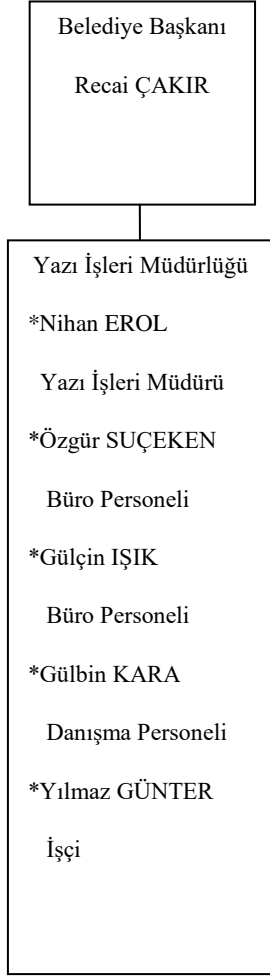 Belediye Başkanı
Recai ÇAKIR
Yazı İşleri Müdürlüğü
*Nihan EROL
Yazı İşleri Müdürü
*Özgür SUÇEKEN
Büro Personeli
*Gülçin IŞIK
Büro Personeli
*Gülbin KARA
Danışma Personeli
*Yılmaz GÜNTER
İşçi